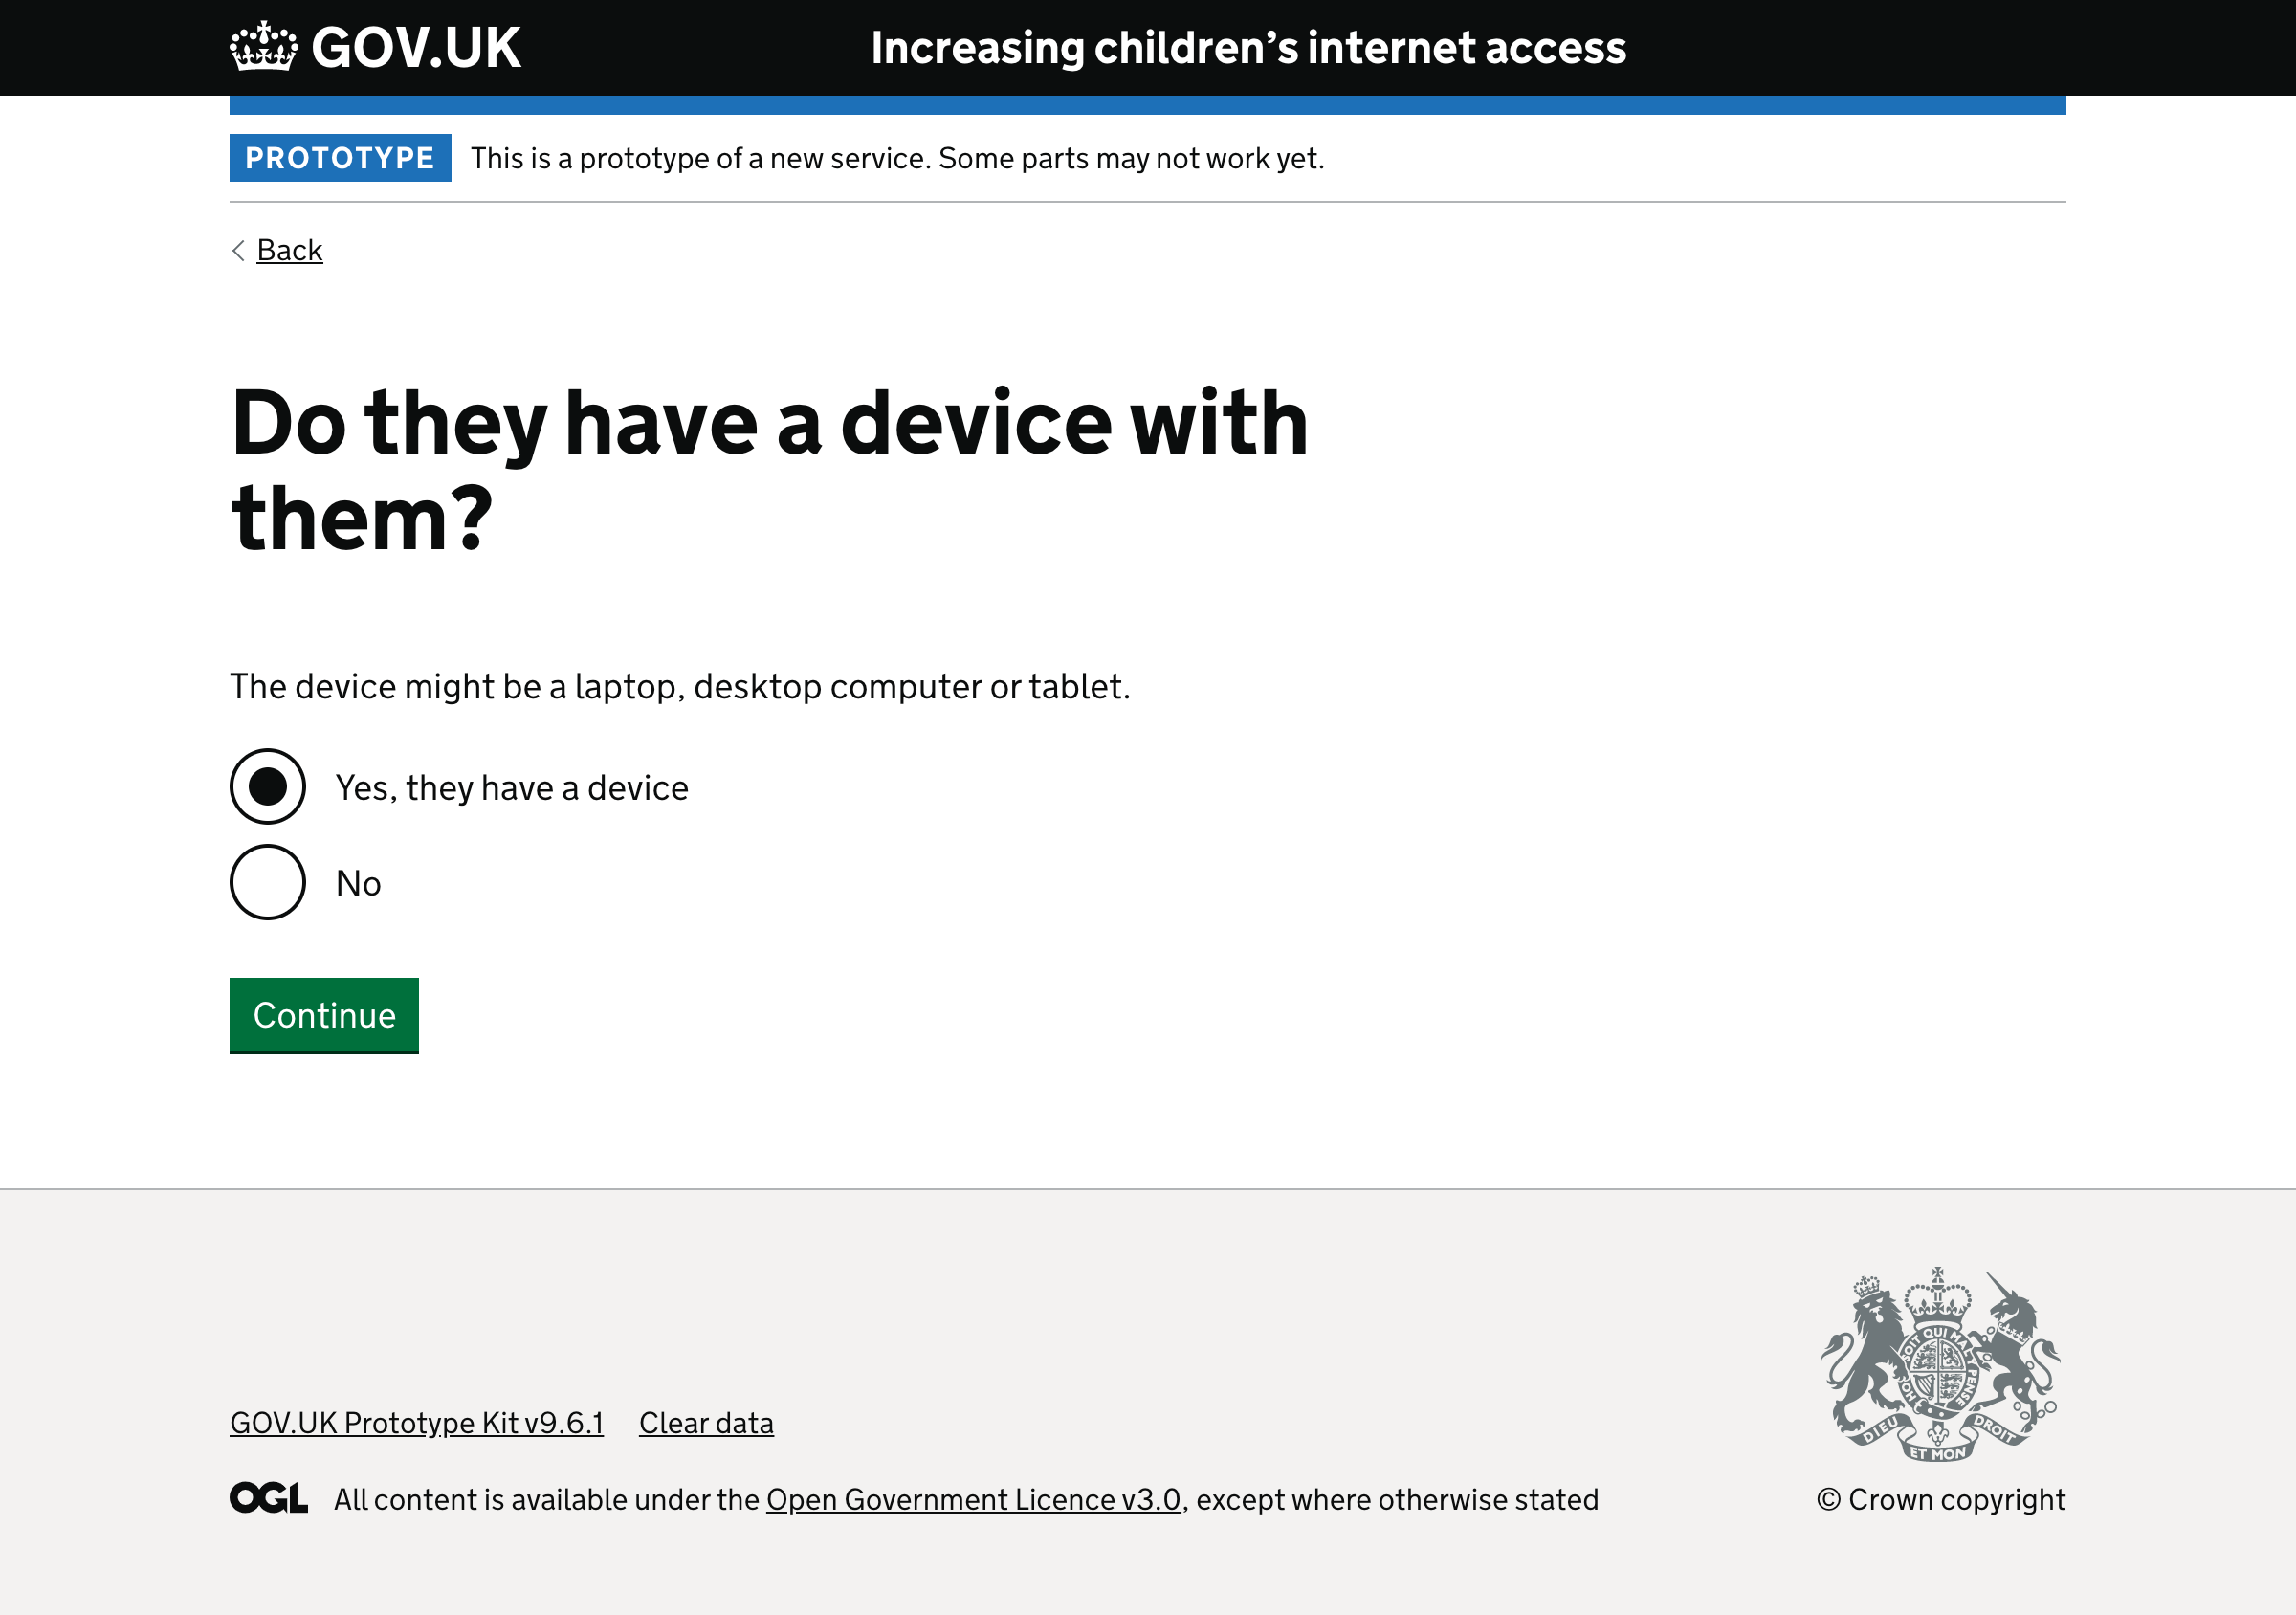 GOV.UK
Increasing children’s internet access
PROTOTYPE
This is a prototype of a new service. Some parts may not work yet.
Back
Do they have a device with
them?
The device might be a laptop, desktop computer or tablet.
Yes, they have a device
No
Continue
GOV.UK Prototype Kit v9.6.1
Clear data
OGL
All content is available under the Open Government Licence v3.0, except where otherwise stated
SOIT QUI MAL Y PENSE
DIEU
ET MON
DROIT
© Crown copyright